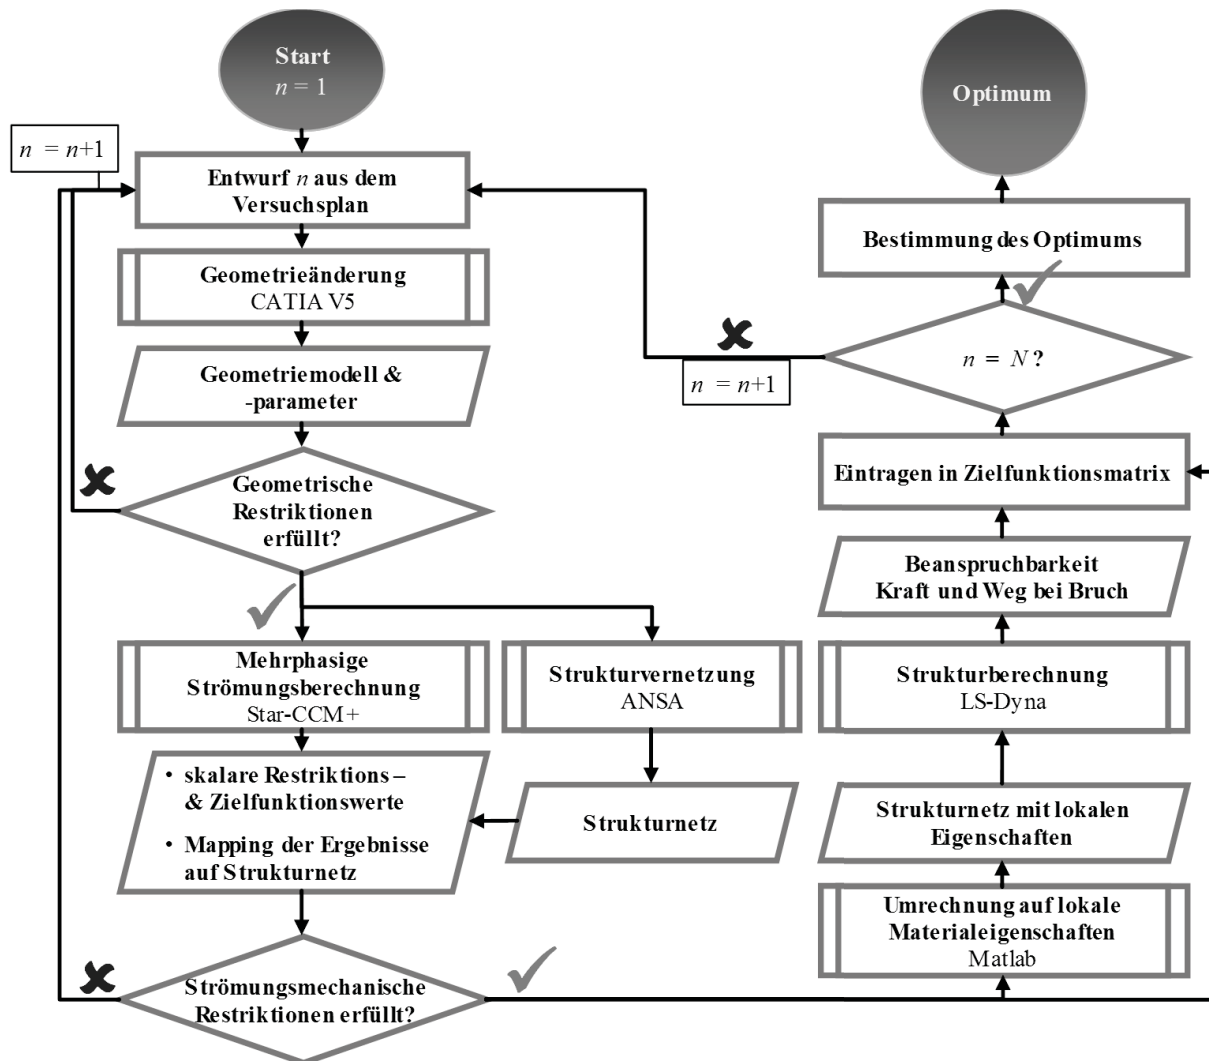 Start
n = 1
n = n+1
Entwurf n aus dem
Versuchsplan
Geometrieänderung
CATIA V5
Geometriemodell &
-parameter
Geometrische
Restriktionen
erfüllt?
Mehrphasige
Strömungsberechnung
Star-CCM+
Strukturvernetzung
ANSA
• skalare Restriktions –
& Zielfunktionswerte
• Mapping der Ergebnisse
auf Strukturnetz
Strukturnetz
Strömungsmechanische
Restriktionen erfüllt?
Umrechnung auf lokale
Materialeigenschaften
Matlab
Strukturnetz mit lokalen
Eigenschaften
Strukturberechnung
LS-Dyna
Beanspruchbarkeit
Kraft und Weg bei Bruch
Eintragen in Zielfunktionsmatrix
n = N ?
n = n+1
Bestimmung des Optimums
Optimum